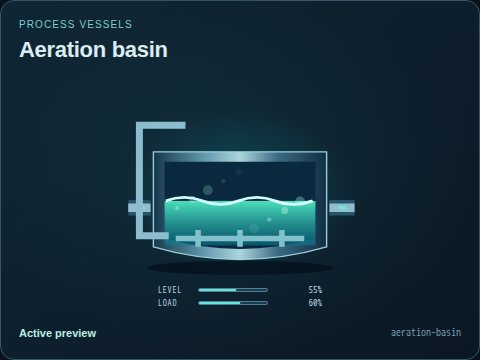 PROCESS VESSELS
Aeration basin
LEVEL 55%
LOAD 60%
Active preview
aeration-basin